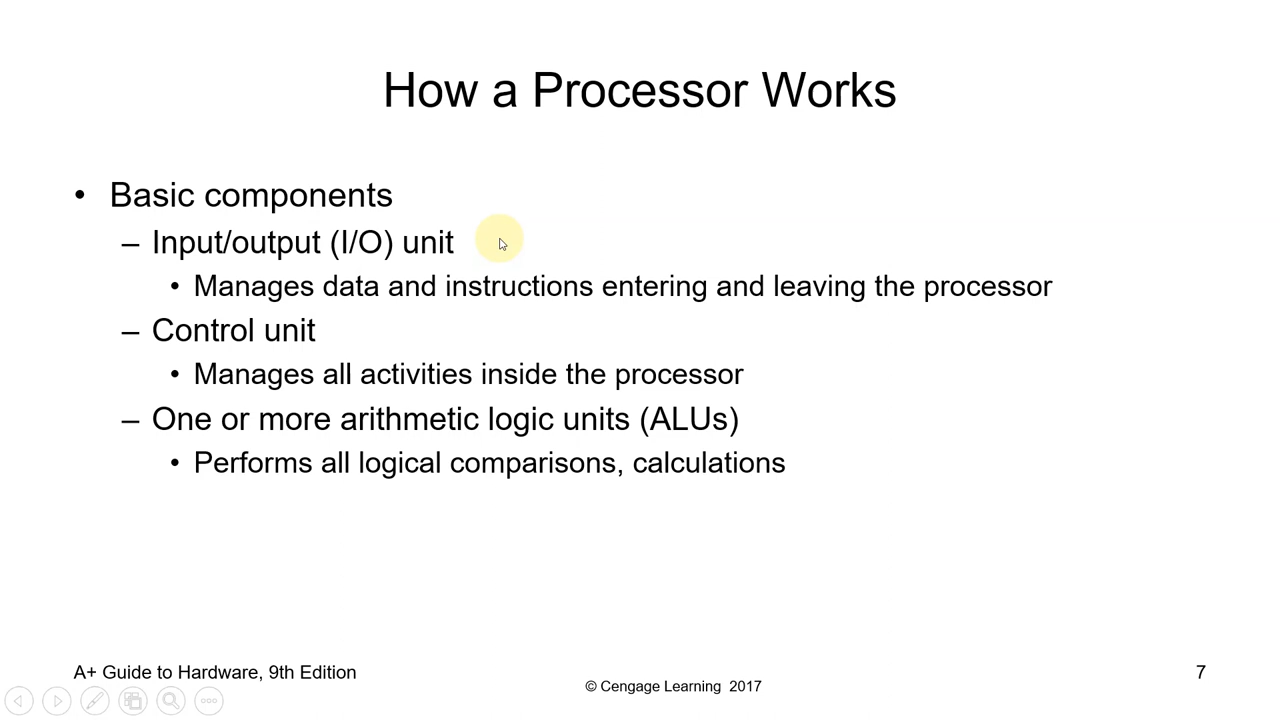 How a Processor Works
• Basic components
– Input/output (I/O) unit
• Manages data and instructions entering and leaving the processor
– Control unit
• Manages all activities inside the processor
– One or more arithmetic logic units (ALUs)
• Performs all logical comparisons, calculations
A+ Guide to Hardware, 9th Edition
© Cengage Learning 2017
7